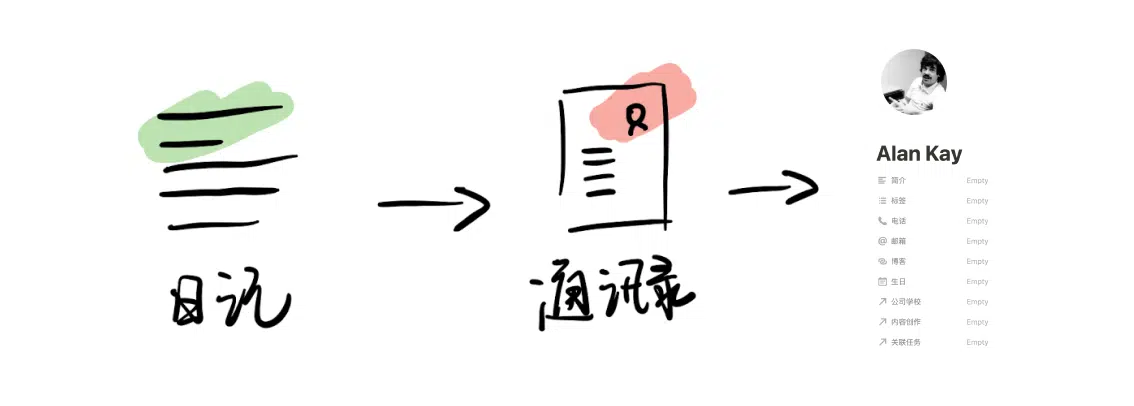 日记
通讯录
Alan Kay
简介 Empty
标签 Empty
电话 Empty
邮箱 Empty
博客 Empty
生日 Empty
公司学校 Empty
内容创作 Empty
关联任务 Empty